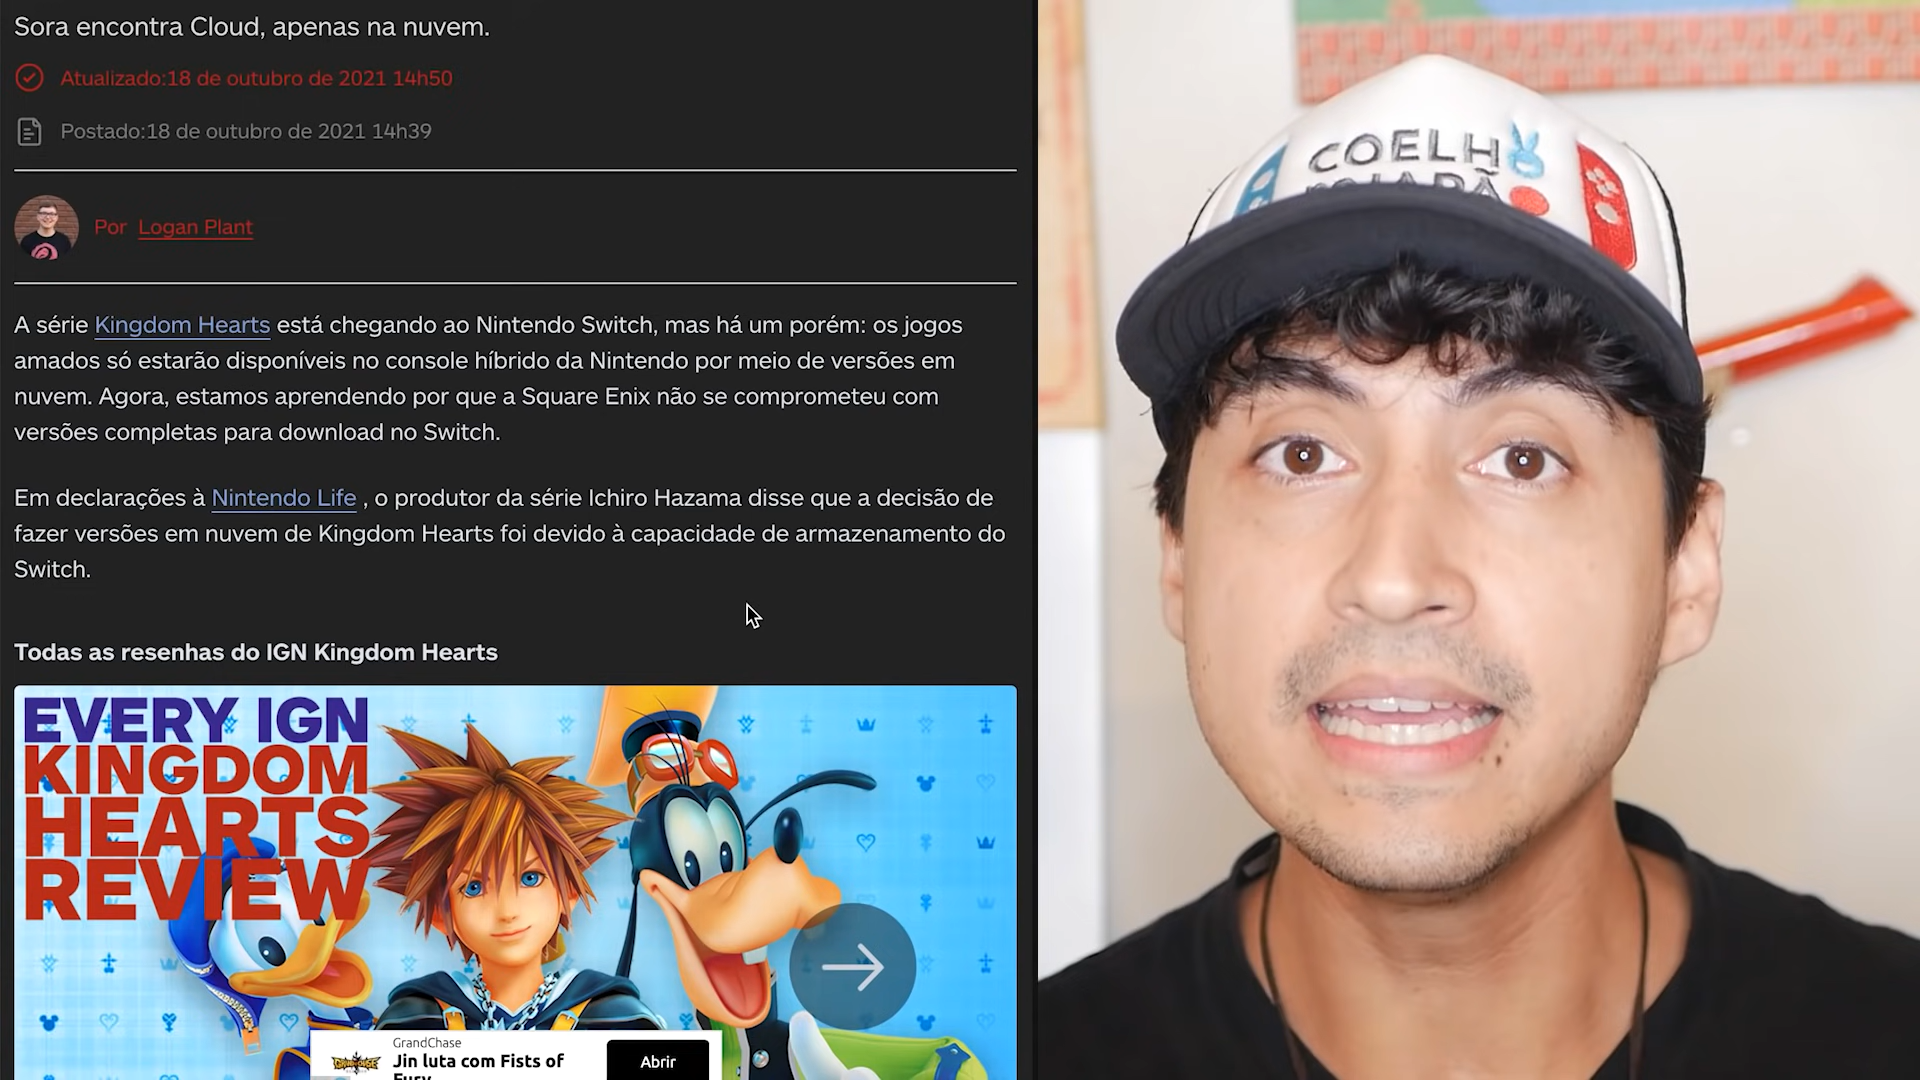 Sora encontra Cloud, apenas na nuvem.
Atualizado:18 de outubro de 2021 14h50
Postado:18 de outubro de 2021 14h39
Por Logan Plant
A série Kingdom Hearts está chegando ao Nintendo Switch, mas há um porém: os jogos
amados só estarão disponíveis no console híbrido da Nintendo por meio de versões em
nuvem. Agora, estamos aprendendo por que a Square Enix não se comprometeu com
versões completas para download no Switch.
Em declarações à Nintendo Life , o produtor da série Ichiro Hazama disse que a decisão de
fazer versões em nuvem de Kingdom Hearts foi devido à capacidade de armazenamento do
Switch.
Todas as resenhas do IGN Kingdom Hearts
EVERY IGN
KINGDOM
HEARTS
REVIEW
GrandChase
Jin luta com Fists of
Fury
Abrir
COELH